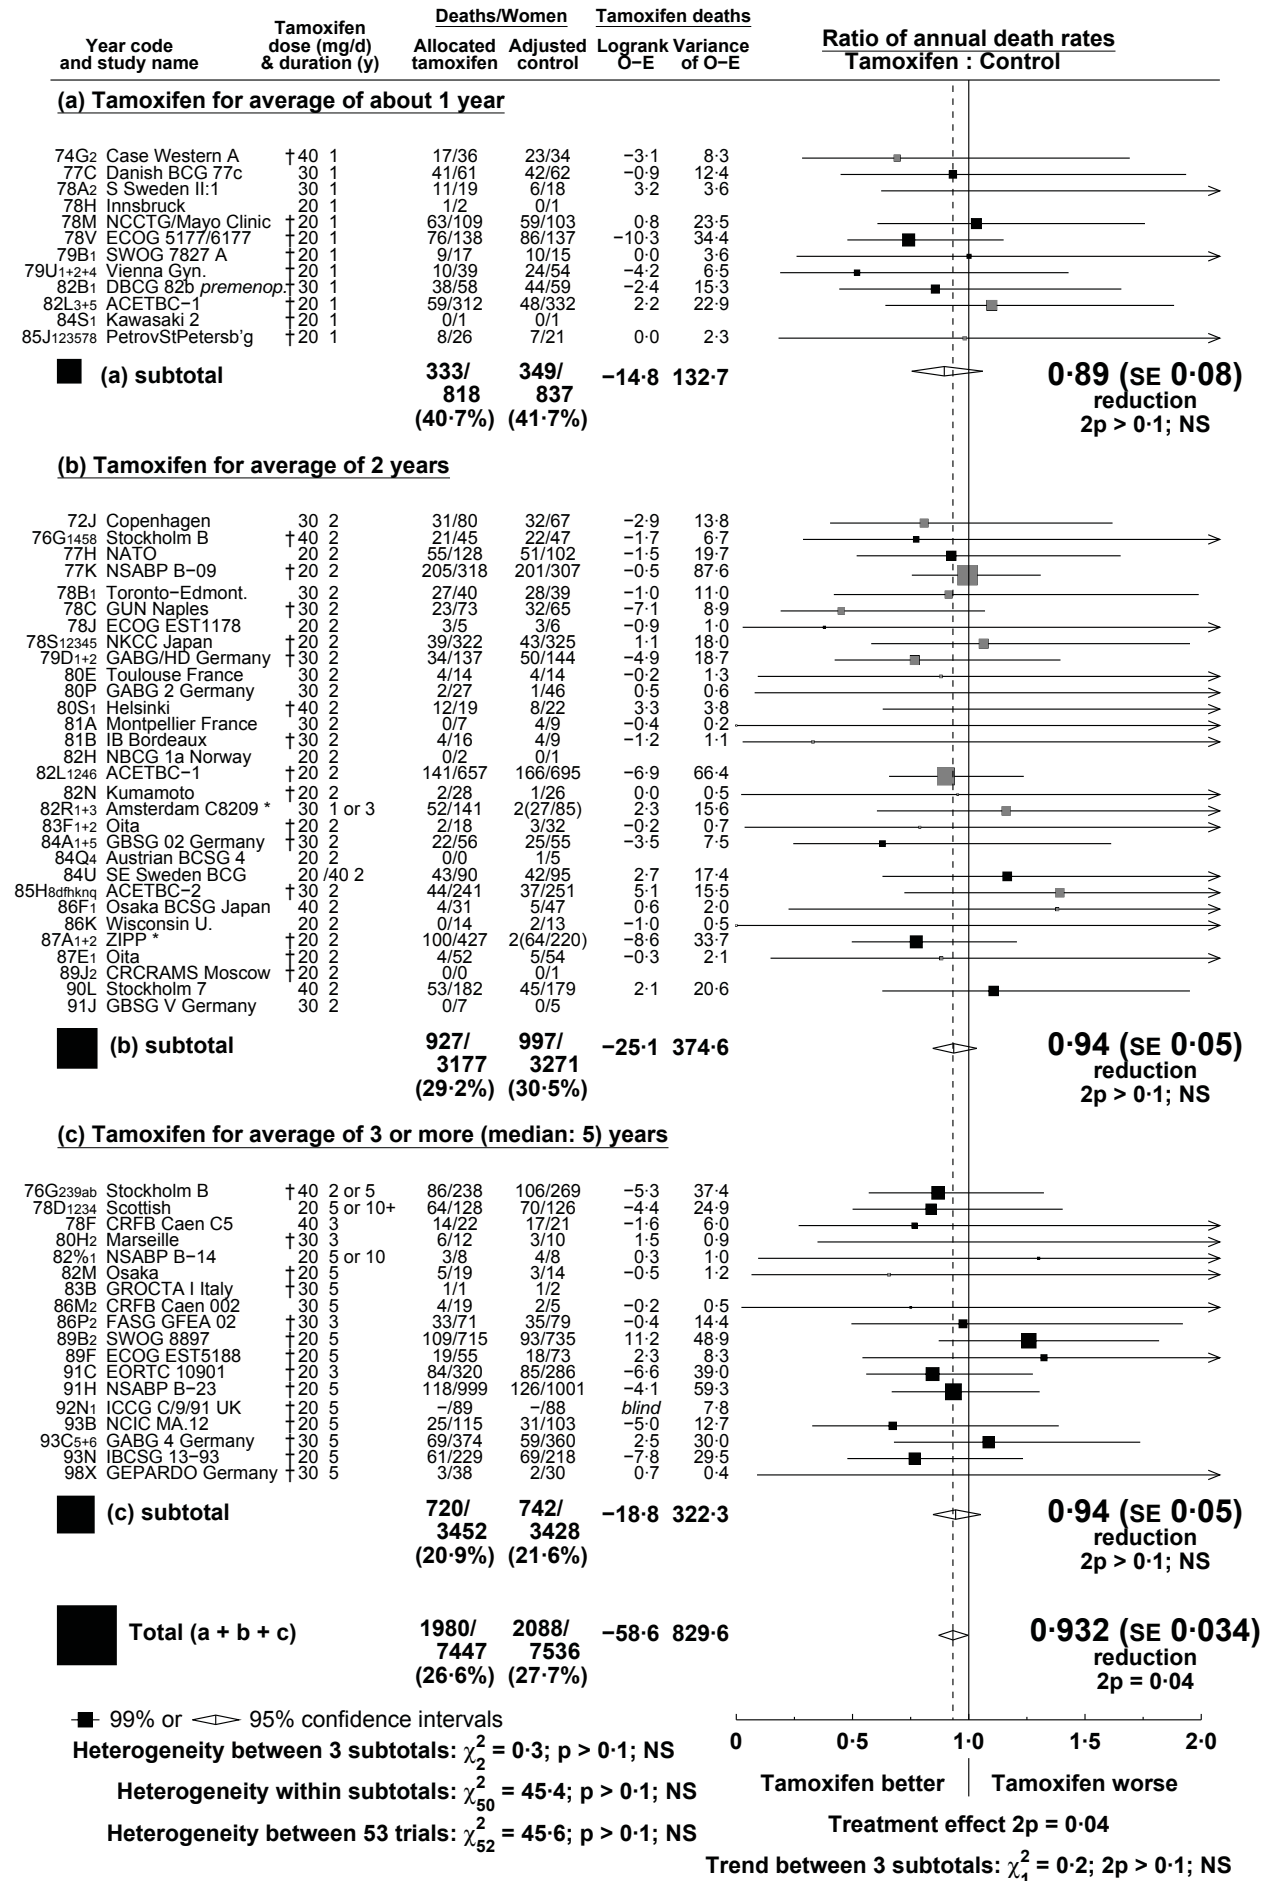 Deaths/Women Tamoxifen deaths
Year code and study name Tamoxifen dose (mg/d) & duration (y) Allocated tamoxifen Adjusted control Logrank O−E Variance of O−E Ratio of annual death rates Tamoxifen : Control
(a) Tamoxifen for average of about 1 year
74G2 Case Western A †40 1 17/36 23/34 −3·1 8·3
77C Danish BCG 77c 30 1 41/61 42/62 −0·9 12·4
78A2 S Sweden II:1 30 1 11/19 6/18 3·2 3·6
78H Innsbruck 20 1 1/2 0/1
78M NCCTG/Mayo Clinic †20 1 63/109 59/103 0·8 23·5
78V ECOG 5177/6177 †20 1 76/138 86/137 −10·3 34·4
79B1 SWOG 7827 A †20 1 9/17 10/15 0·0 3·6
79U1+2+4 Vienna Gyn. †20 1 10/39 24/54 −4·2 6·5
82B1 DBCG 82b premenop. †30 1 38/58 44/59 −2·4 15·3
82L3+5 ACETBC−1 †20 1 59/312 48/332 2·2 22·9
84S1 Kawasaki 2 †20 1 0/1 0/1
85J123578 PetrovStPetersb'g †20 1 8/26 7/21 0·0 2·3
(a) subtotal 333/ 349/ −14·8 132·7 0·89 (SE 0·08)
818 837 reduction
(40·7%) (41·7%) 2p > 0·1; NS
(b) Tamoxifen for average of 2 years
72J Copenhagen 30 2 31/80 32/67 −2·9 13·8
76G1458 Stockholm B †40 2 21/45 22/47 −1·7 6·7
77H NATO 20 2 55/128 51/102 −1·5 19·7
77K NSABP B−09 †20 2 205/318 201/307 −0·5 87·6
78B1 Toronto−Edmont. 30 2 27/40 28/39 −1·0 11·0
78C GUN Naples †30 2 23/73 32/65 −7·1 8·9
78J ECOG EST1178 20 2 3/5 3/6 −0·9 1·0
78S12345 NKCC Japan †20 2 39/322 43/325 1·1 18·0
79D1+2 GABG/HD Germany †30 2 34/137 50/144 −4·9 18·7
80E Toulouse France 30 2 4/14 4/14 −0·2 1·3
80P GABG 2 Germany 30 2 2/27 1/46 0·5 0·6
80S1 Helsinki †40 2 12/19 8/22 3·3 3·8
81A Montpellier France 30 2 0/7 4/9 −0·4 0·2
81B IB Bordeaux †30 2 4/16 4/9 −1·2 1·1
82H NBCG 1a Norway 20 2 0/2 0/1
82L1246 ACETBC−1 †20 2 141/657 166/695 −6·9 66·4
82N Kumamoto †20 2 2/28 1/26 0·0 0·5
82R1+3 Amsterdam C8209 * 30 1 or 3 52/141 2(27/85) 2·3 15·6
83F1+2 Oita †20 2 2/18 3/32 −0·2 0·7
84A1+5 GBSG 02 Germany †30 2 22/56 25/55 −3·5 7·5
84Q4 Austrian BCSG 4 20 2 0/0 1/5
84U SE Sweden BCG 20 /40 2 43/90 42/95 2·7 17·4
85H8dfhknq ACETBC−2 †30 2 44/241 37/251 5·1 15·5
86F1 Osaka BCSG Japan 40 2 4/31 5/47 0·6 2·0
86K Wisconsin U. 20 2 0/14 2/13 −1·0 0·5
87A1+2 ZIPP * †20 2 100/427 2(64/220) −8·6 33·7
87E1 Oita †20 2 4/52 5/54 −0·3 2·1
89J2 CRCRAMS Moscow †20 2 0/0 0/1
90L Stockholm 7 40 2 53/182 45/179 2·1 20·6
91J GBSG V Germany 30 2 0/7 0/5
(b) subtotal 927/ 997/ −25·1 374·6 0·94 (SE 0·05)
3177 3271 reduction
(29·2%) (30·5%) 2p > 0·1; NS
(c) Tamoxifen for average of 3 or more (median: 5) years
76G239ab Stockholm B †40 2 or 5 86/238 106/269 −5·3 37·4
78D1234 Scottish 20 5 or 10+ 64/128 70/126 −4·4 24·9
78F CRFB Caen C5 40 3 14/22 17/21 −1·6 6·0
80H2 Marseille †30 3 6/12 3/10 1·5 0·9
82%1 NSABP B−14 20 5 or 10 3/8 4/8 0·3 1·0
82M Osaka †20 5 5/19 3/14 −0·5 1·2
83B GROCTA I Italy †30 5 1/1 1/2
86M2 CRFB Caen 002 30 5 4/19 2/5 −0·2 0·5
86P2 FASG GFEA 02 †30 3 33/71 35/79 −0·4 14·4
89B2 SWOG 8897 †20 5 109/715 93/735 11·2 48·9
89F ECOG EST5188 †20 5 19/55 18/73 2·3 8·3
91C EORTC 10901 †20 3 84/320 85/286 −6·6 39·0
91H NSABP B−23 †20 5 118/999 126/1001 −4·1 59·3
92N1 ICCG C/9/91 UK †20 5 −/89 −/88 blind 7·8
93B NCIC MA.12 †20 5 25/115 31/103 −5·0 12·7
93C5+6 GABG 4 Germany †30 5 69/374 59/360 2·5 30·0
93N IBCSG 13−93 †20 5 61/229 69/218 −7·8 29·5
98X GEPARDO Germany †30 5 3/38 2/30 0·7 0·4
(c) subtotal 720/ 742/ −18·8 322·3 0·94 (SE 0·05)
3452 3428 reduction
(20·9%) (21·6%) 2p > 0·1; NS
Total (a + b + c) 1980/ 2088/ −58·6 829·6 0·932 (SE 0·034)
7447 7536 reduction
(26·6%) (27·7%) 2p = 0·04
99% or 95% confidence intervals
0 0·5 1·0 1·5 2·0
Heterogeneity between 3 subtotals: χ²₂ = 0·3; p > 0·1; NS
Tamoxifen better Tamoxifen worse
Heterogeneity within subtotals: χ²₅₀ = 45·4; p > 0·1; NS
Treatment effect 2p = 0·04
Heterogeneity between 53 trials: χ²₅₂ = 45·6; p > 0·1; NS
Trend between 3 subtotals: χ²₁ = 0·2; 2p > 0·1; NS